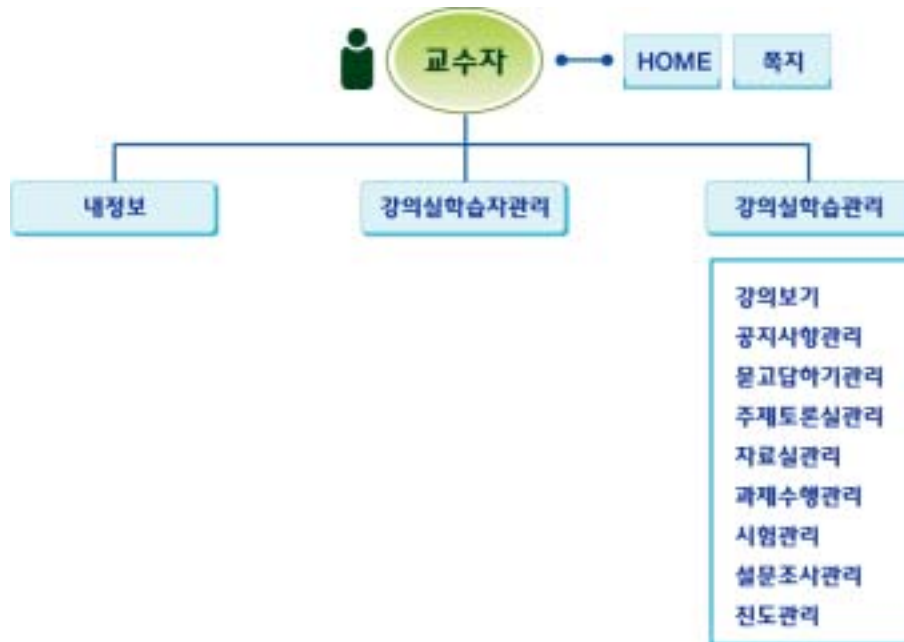 교수자
HOME
쪽지
내정보
강의실학습자관리
강의실학습관리
강의보기
공지사항관리
묻고답하기관리
주제토론실관리
자료실관리
과제수행관리
시험관리
설문조사관리
진도관리